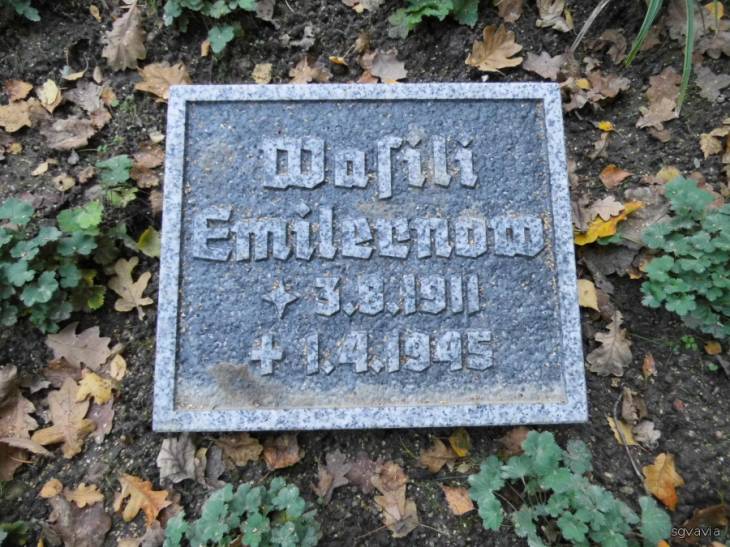 Waſili
Emilernow
✦ 3.8.1911
✝ 1.4.1945
sgvavia